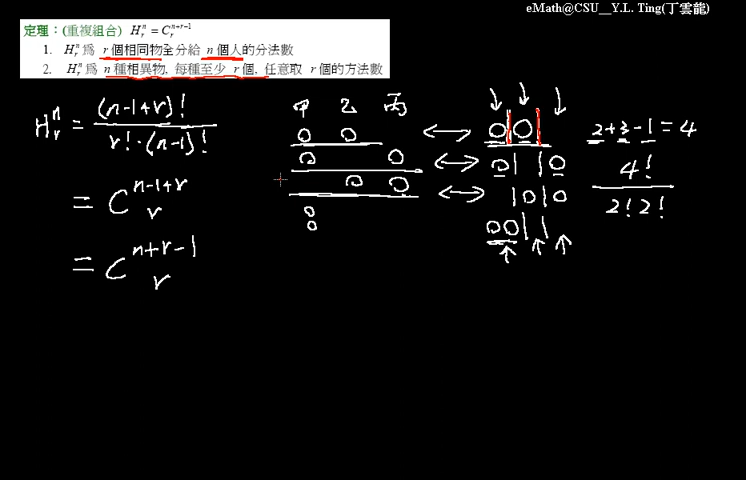 eMath@CSU__Y.L. Ting(丁雲龍)
定理：(重複組合) H^n_r = C^{n+r-1}_r
1. H^n_r 為 r 個相同物全分給 n 個人的分法數
2. H^n_r 為 n 種相異物, 每種至少 r 個, 任意取 r 個的方法數
甲 乙 丙
H^n_r = (n-1+r)! / r!·(n-1)!
O O ⟷ O|O|
2+3-1=4
O O ⟷ O||O
4! / 2!2!
O O ⟷ |O|O
= C^{n-1+r}_r
O O OO||
= C^{n+r-1}_r